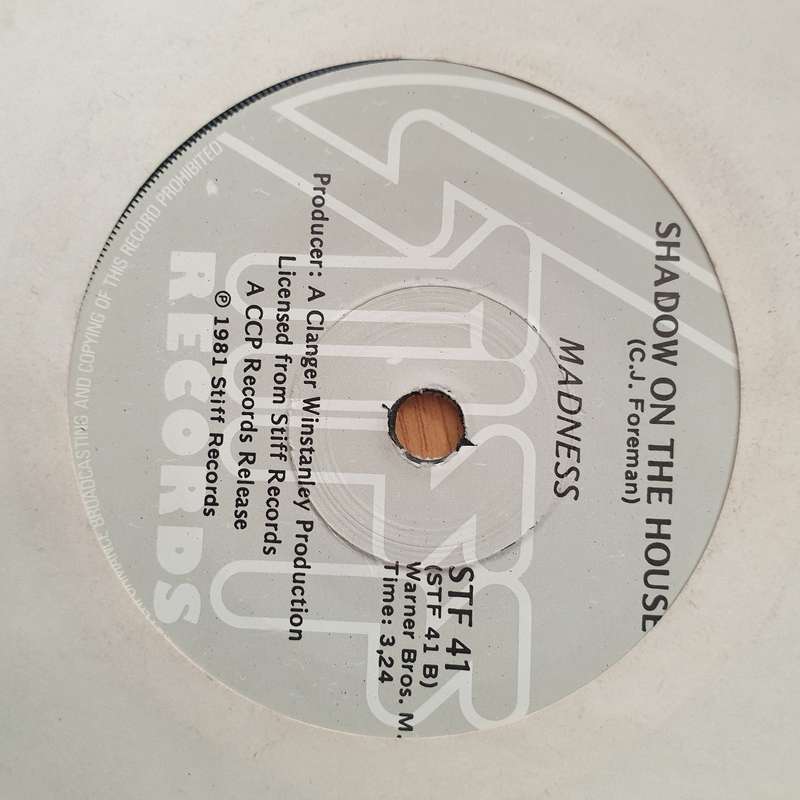 SHADOW ON THE HOUSE
(C.J. Foreman)
MADNESS
STF 41
(STF 41 B)
Warner Bros. M.
Time: 3,24
Producer: A Clanger Winstanley Production
Licensed from Stiff Records
A CCP Records Release
℗ 1981 Stiff Records
STIFF
RECORDS
BROADCASTING AND COPYING OF THIS RECORD PROHIBITED